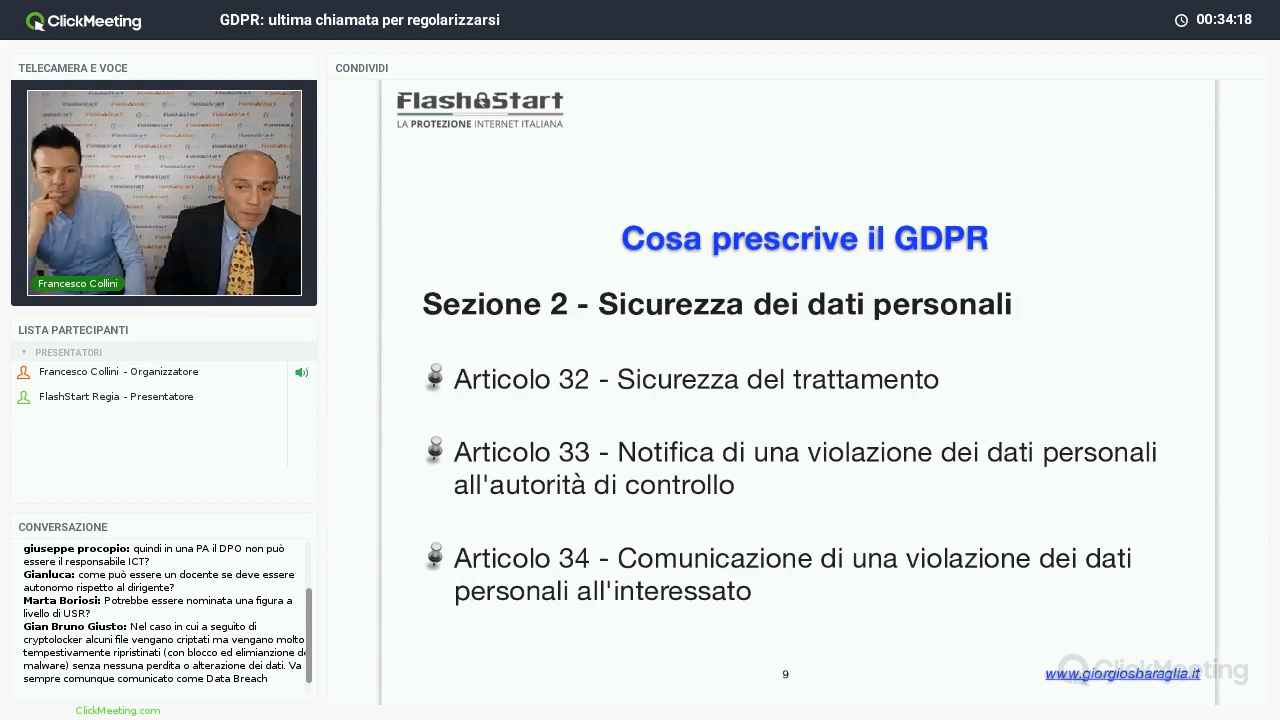 ClickMeeting
GDPR: ultima chiamata per regolarizzarsi
00:34:18
TELECAMERA E VOCE
Francesco Collini
LISTA PARTECIPANTI
PRESENTATORI
Francesco Collini - Organizzatore
FlashStart Regia - Presentatore
CONVERSAZIONE
giuseppe procopio: quindi in una PA il DPO non può
essere il responsabile ICT?
Gianluca: come può essere un docente se deve essere
autonomo rispetto al dirigente?
Marta Boriosi: Potrebbe essere nominata una figura a
livello di USR?
Gian Bruno Giusto: Nel caso in cui a seguito di
cryptolocker alcuni file vengano criptati ma vengano molto
tempestivamente ripristinati (con blocco ed elimianzione de
malware) senza nessuna perdita o alterazione dei dati. Va
sempre comunque comunicato come Data Breach
ClickMeeting.com
CONDIVIDI
FlashStart
LA PROTEZIONE INTERNET ITALIANA
Cosa prescrive il GDPR
Sezione 2 - Sicurezza dei dati personali
Articolo 32 - Sicurezza del trattamento
Articolo 33 - Notifica di una violazione dei dati personali
all'autorità di controllo
Articolo 34 - Comunicazione di una violazione dei dati
personali all'interessato
9
www.giorgiosbaraglia.it
ClickMeeting